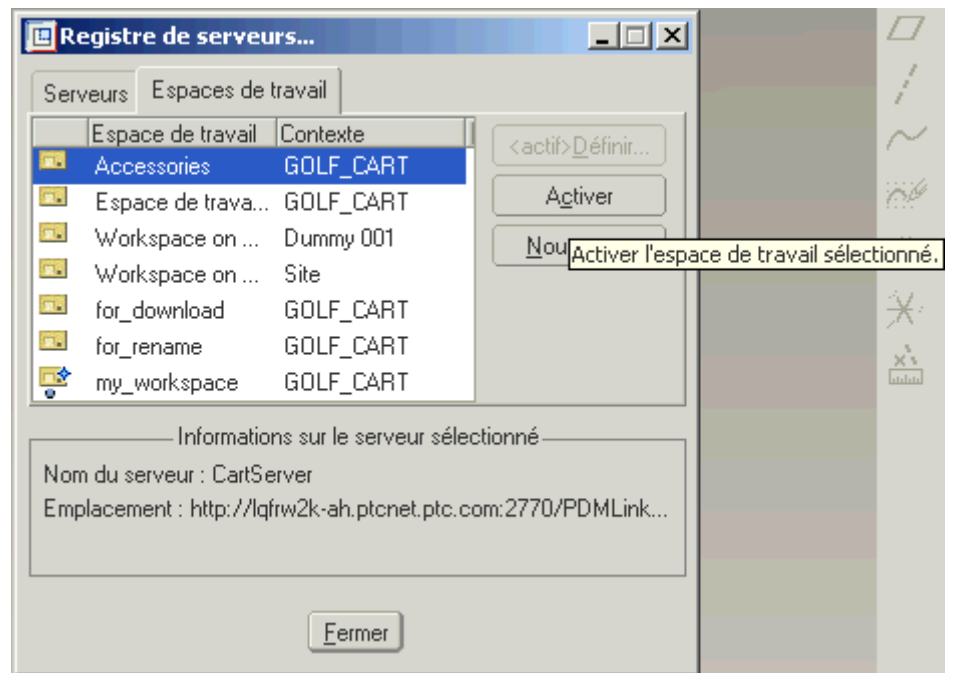 Registre de serveurs...
Serveurs Espaces de travail
Espace de travail Contexte
<actif>Définir...
Accessories GOLF_CART
Espace de trava... GOLF_CART
Activer
Workspace on ... Dummy 001
Nou
Activer l'espace de travail sélectionné.
Workspace on ... Site
for_download GOLF_CART
for_rename GOLF_CART
my_workspace GOLF_CART
Informations sur le serveur sélectionné
Nom du serveur : CartServer
Emplacement : http://lqfrw2k-ah.ptcnet.ptc.com:2770/PDMLink...
Fermer